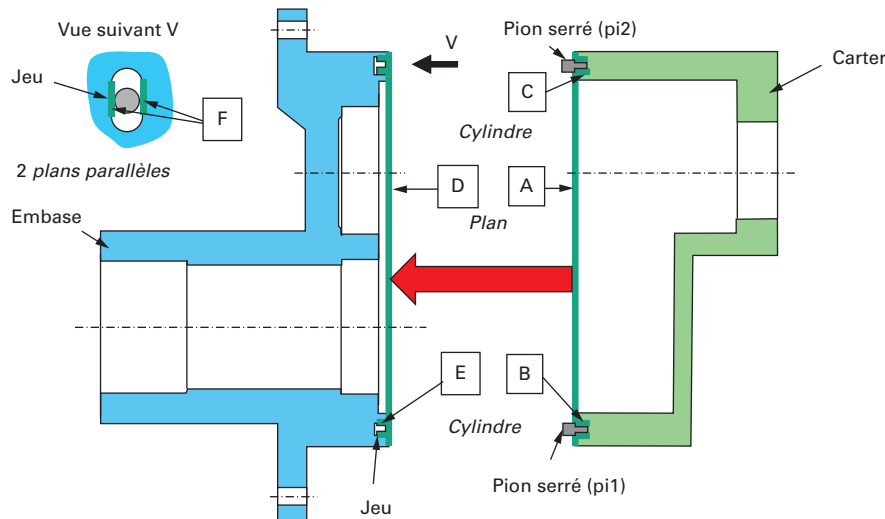 Vue suivant V
Jeu
F
2 plans parallèles
Embase
V
Pion serré (pi2)
Carter
C
Cylindre
D
A
Plan
E
B
Cylindre
Pion serré (pi1)
Jeu